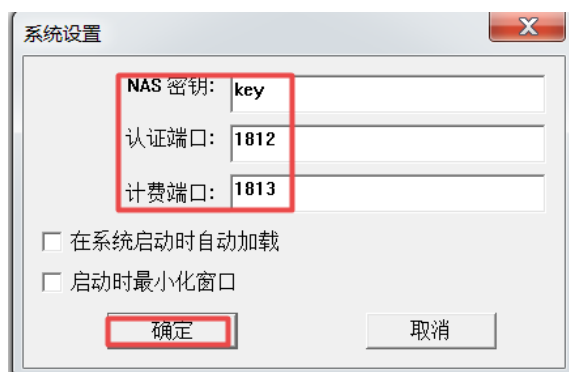 系统设置
NAS 密钥: key
认证端口: 1812
计费端口: 1813
在系统启动时自动加载
启动时最小化窗口
确定 取消